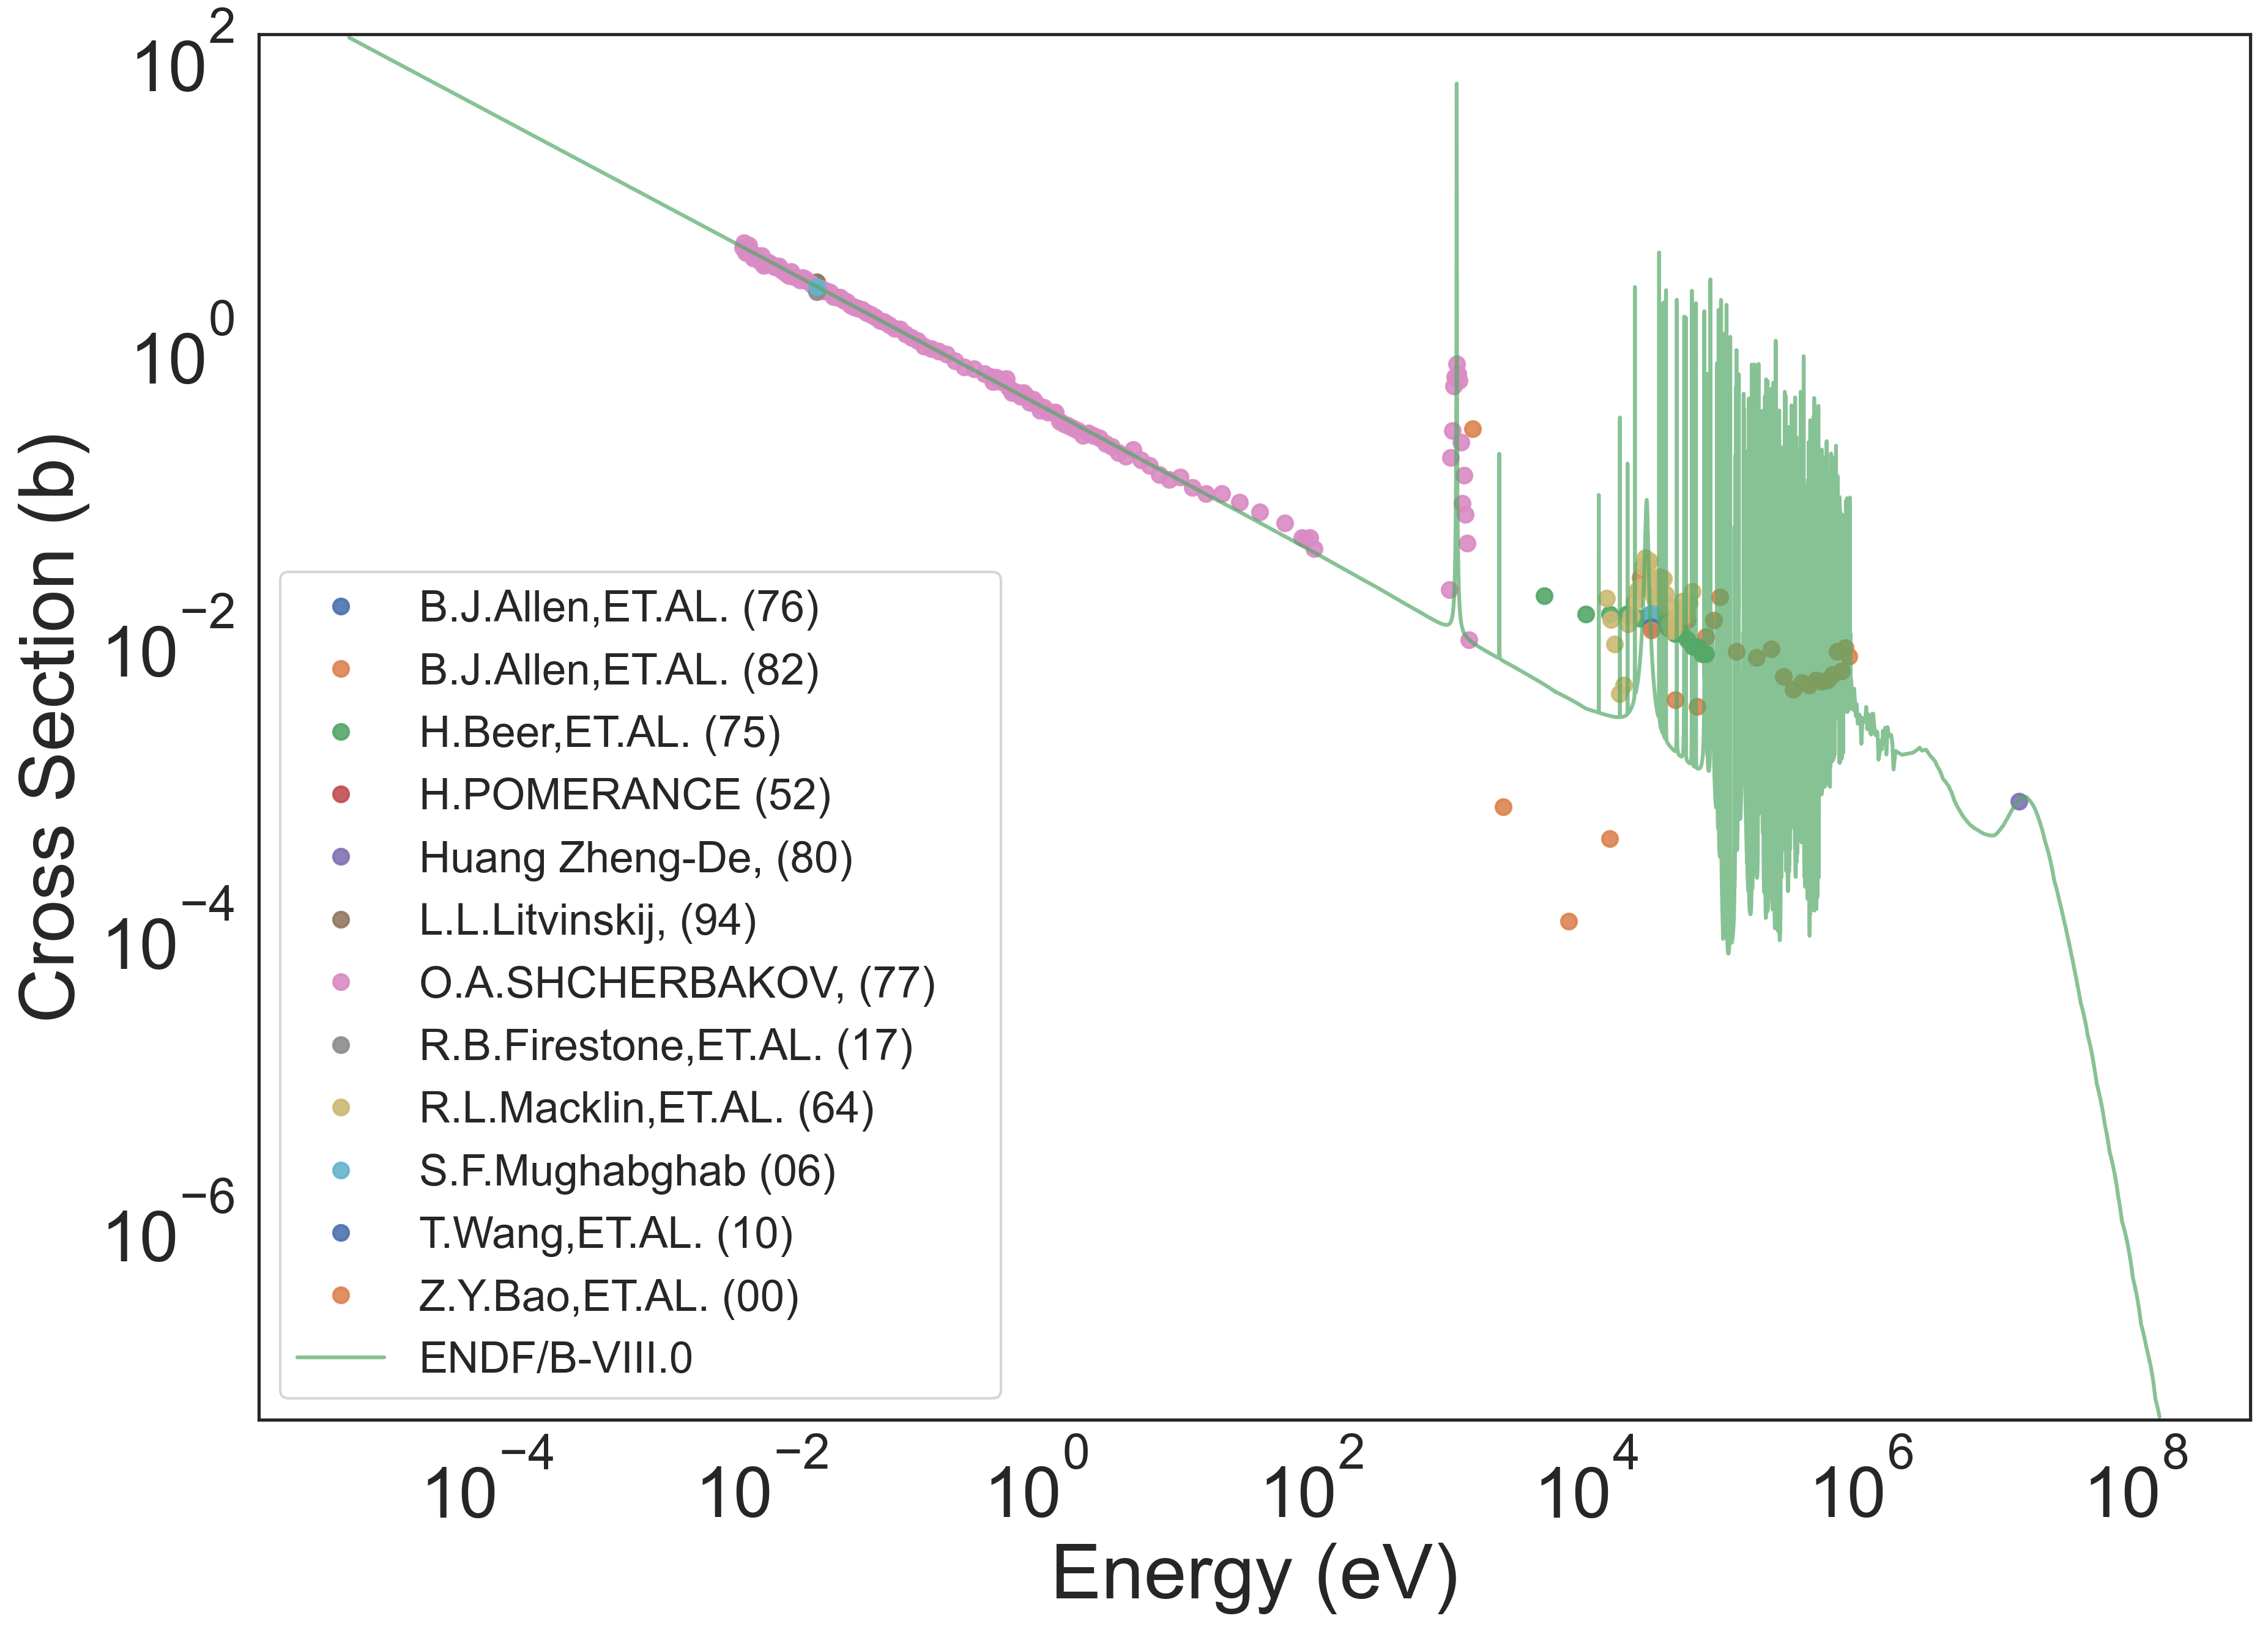 10^2
10^0
10^−2
10^−4
10^−6
Cross Section (b)
B.J.Allen,ET.AL. (76)
B.J.Allen,ET.AL. (82)
H.Beer,ET.AL. (75)
H.POMERANCE (52)
Huang Zheng-De, (80)
L.L.Litvinskij, (94)
O.A.SHCHERBAKOV, (77)
R.B.Firestone,ET.AL. (17)
R.L.Macklin,ET.AL. (64)
S.F.Mughabghab (06)
T.Wang,ET.AL. (10)
Z.Y.Bao,ET.AL. (00)
ENDF/B-VIII.0
10^−4 10^−2 10^0 10^2 10^4 10^6 10^8
Energy (eV)